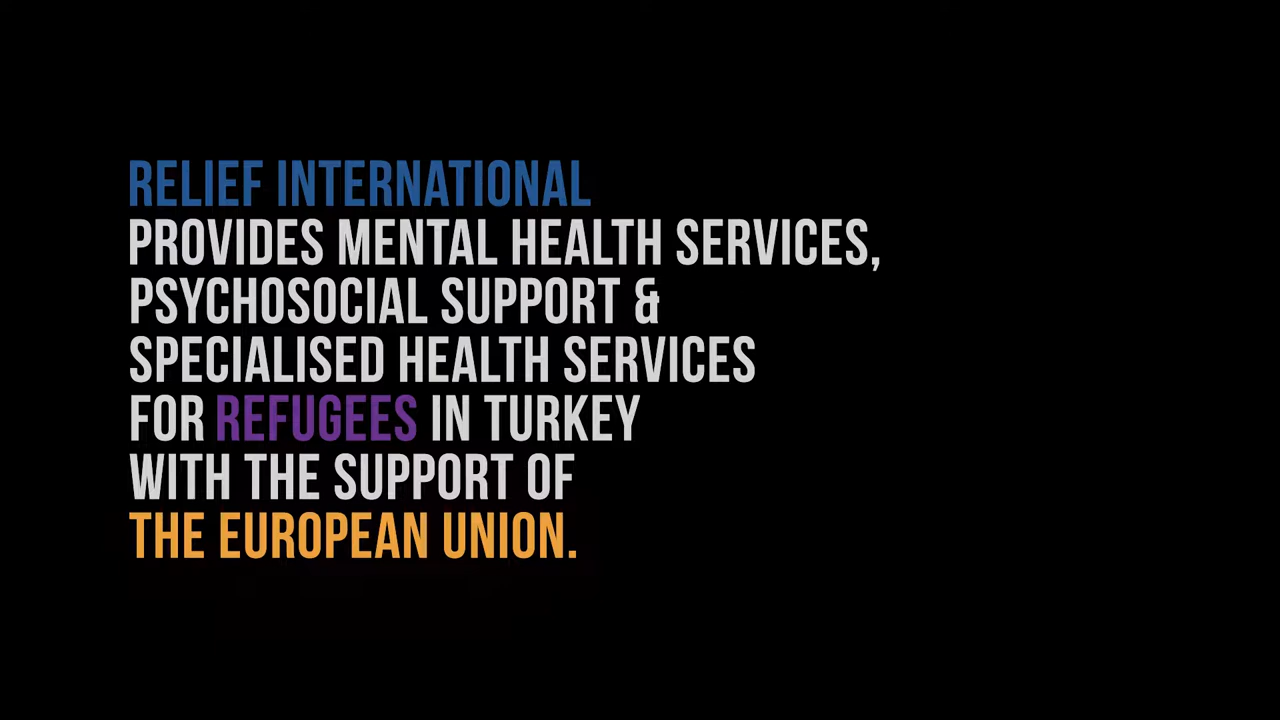 RELIEF INTERNATIONAL
PROVIDES MENTAL HEALTH SERVICES,
PSYCHOSOCIAL SUPPORT &
SPECIALISED HEALTH SERVICES
FOR REFUGEES IN TURKEY
WITH THE SUPPORT OF
THE EUROPEAN UNION.